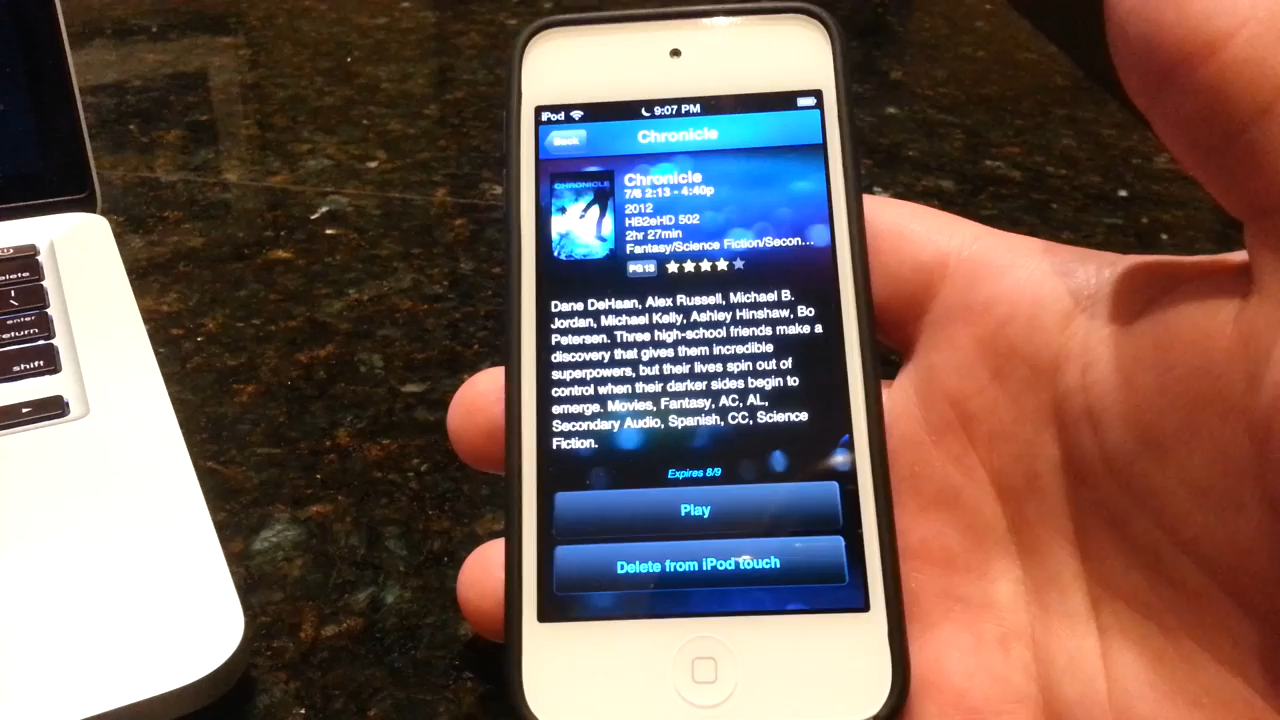 iPod 9:07 PM
Back Chronicle
CHRONICLE
Chronicle
7/6 2:13 - 4:40p
2012
HB2eHD 502
2hr 27min
Fantasy/Science Fiction/Secon...
PG 13
Dane DeHaan, Alex Russell, Michael B.
Jordan, Michael Kelly, Ashley Hinshaw, Bo
Petersen. Three high-school friends make a
discovery that gives them incredible
superpowers, but their lives spin out of
control when their darker sides begin to
emerge. Movies, Fantasy, AC, AL,
Secondary Audio, Spanish, CC, Science
Fiction.
Expires 8/9
Play
Delete from iPod touch
elete
enter
return
shift